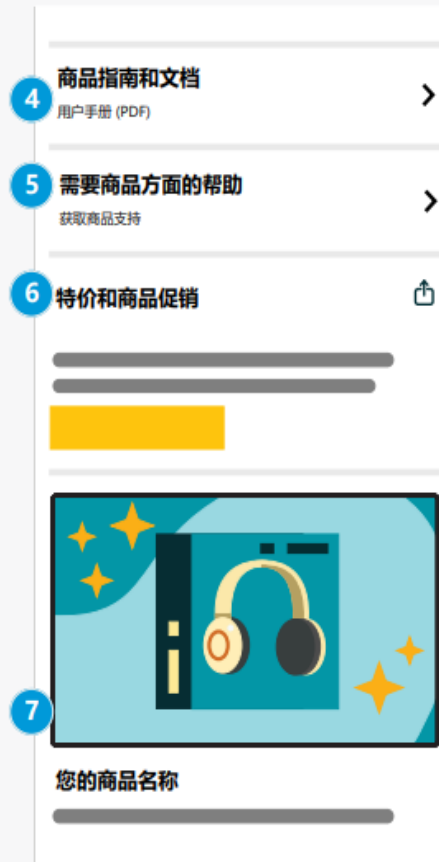 4
商品指南和文档
用户手册 (PDF)
5
需要商品方面的帮助
获取商品支持
6
特价和商品促销
7
您的商品名称